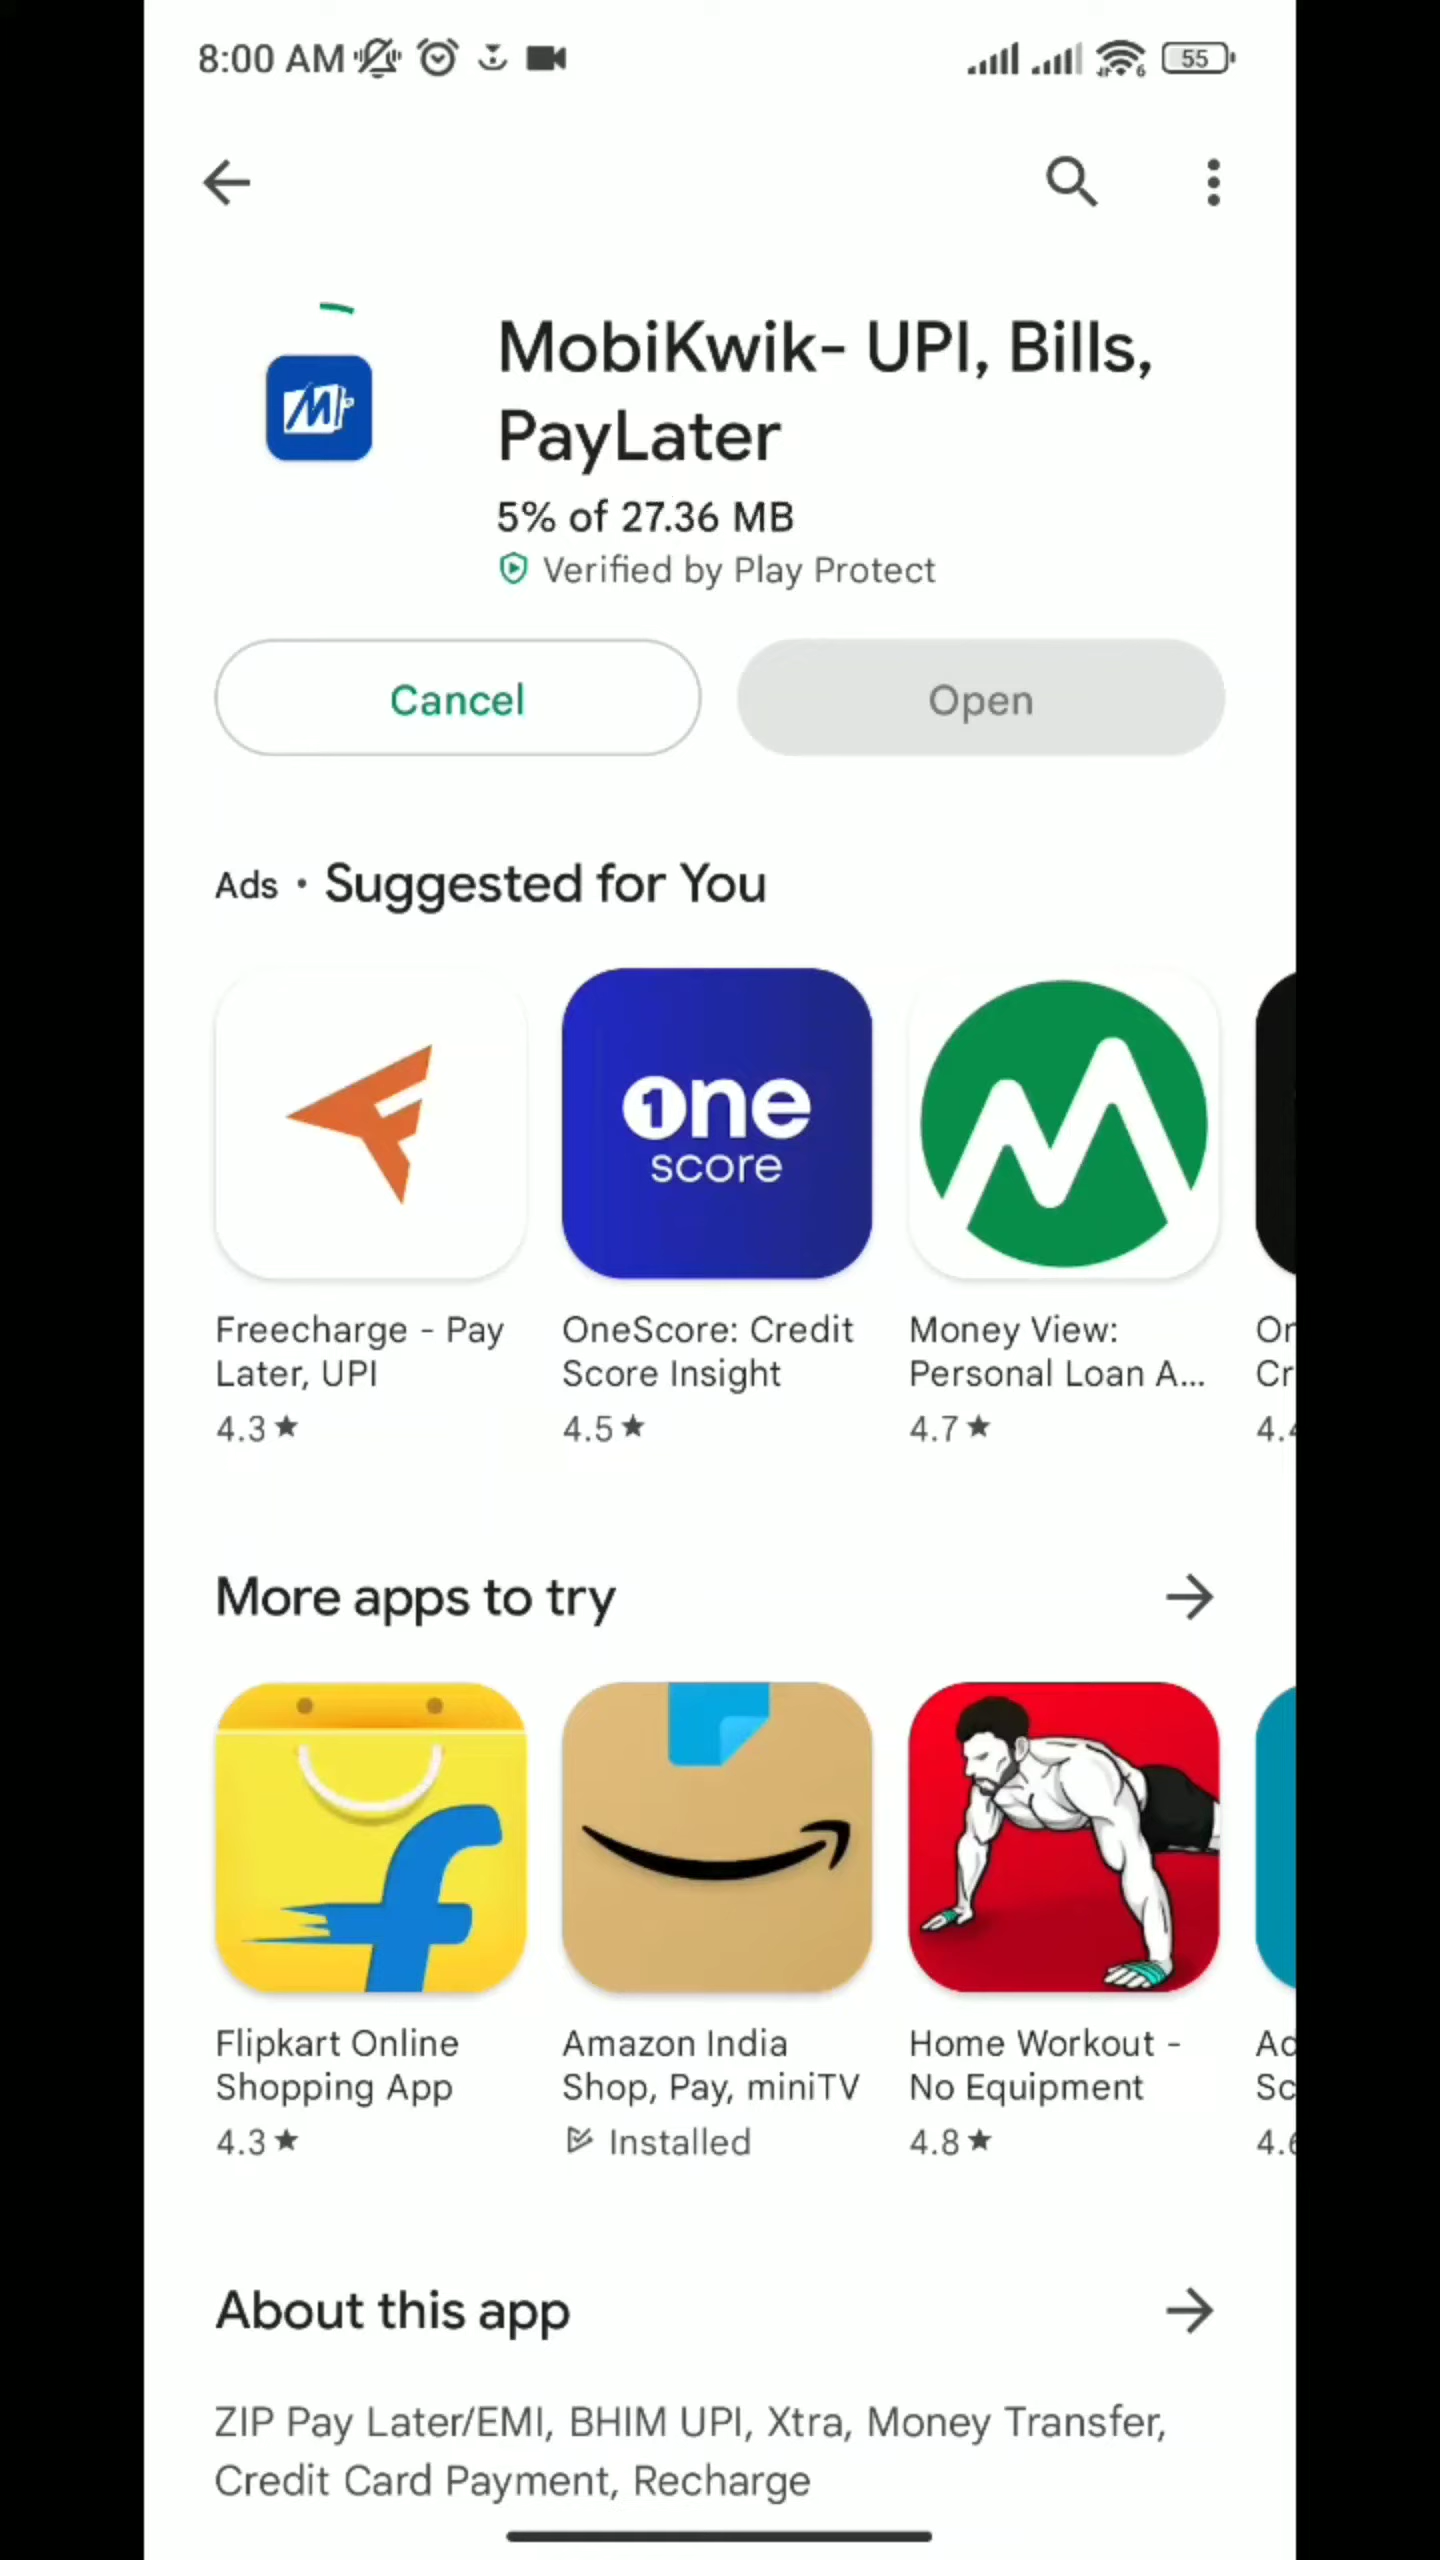 8:00 AM
55
MobiKwik- UPI, Bills,
PayLater
5% of 27.36 MB
Verified by Play Protect
Cancel
Open
Ads • Suggested for You
1ne
score
Freecharge - Pay
Later, UPI
4.3★
OneScore: Credit
Score Insight
4.5★
Money View:
Personal Loan A...
4.7★
More apps to try
f
Flipkart Online
Shopping App
4.3★
Amazon India
Shop, Pay, miniTV
Installed
Home Workout -
No Equipment
4.8★
About this app
ZIP Pay Later/EMI, BHIM UPI, Xtra, Money Transfer,
Credit Card Payment, Recharge